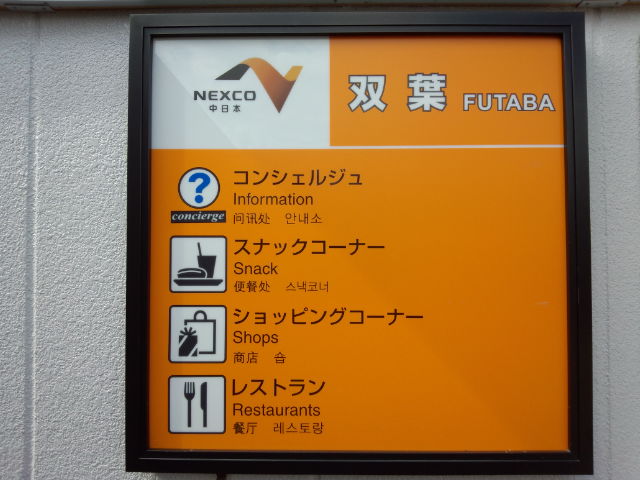 NEXCO
中日本
双葉 FUTABA
コンシェルジュ
Information
concierge
问讯处 안내소
スナックコーナー
Snack
便餐处 스낵코너
ショッピングコーナー
Shops
商店 숍
レストラン
Restaurants
餐厅 레스토랑